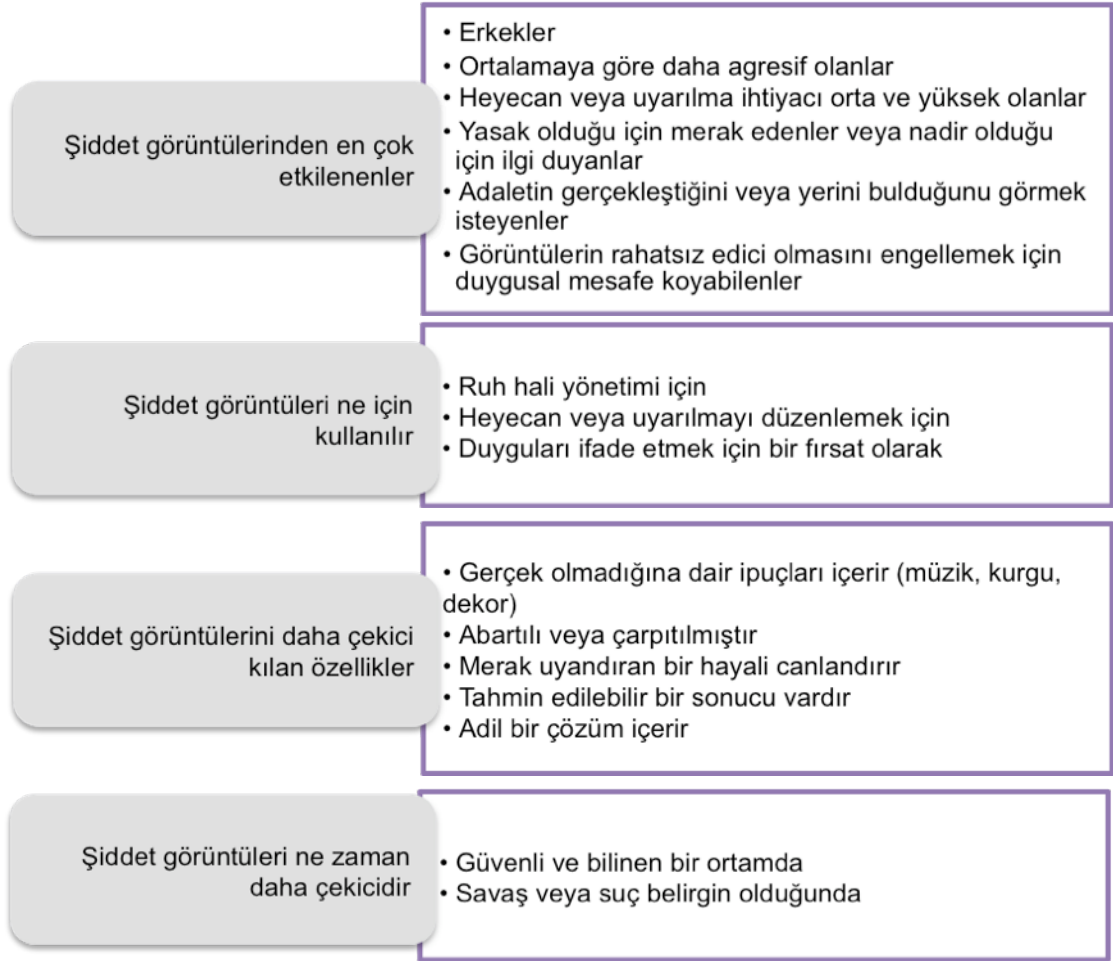 Şiddet görüntülerinden en çok
etkilenenler
• Erkekler
• Ortalamaya göre daha agresif olanlar
• Heyecan veya uyarılma ihtiyacı orta ve yüksek olanlar
• Yasak olduğu için merak edenler veya nadir olduğu
için ilgi duyanlar
• Adaletin gerçekleştiğini veya yerini bulduğunu görmek
isteyenler
• Görüntülerin rahatsız edici olmasını engellemek için
duygusal mesafe koyabilenler
Şiddet görüntüleri ne için
kullanılır
• Ruh hali yönetimi için
• Heyecan veya uyarılmayı düzenlemek için
• Duyguları ifade etmek için bir fırsat olarak
Şiddet görüntülerini daha çekici
kılan özellikler
• Gerçek olmadığına dair ipuçları içerir (müzik, kurgu,
dekor)
• Abartılı veya çarpıtılmıştır
• Merak uyandıran bir hayali canlandırır
• Tahmin edilebilir bir sonucu vardır
• Adil bir çözüm içerir
Şiddet görüntüleri ne zaman
daha çekicidir
• Güvenli ve bilinen bir ortamda
• Savaş veya suç belirgin olduğunda